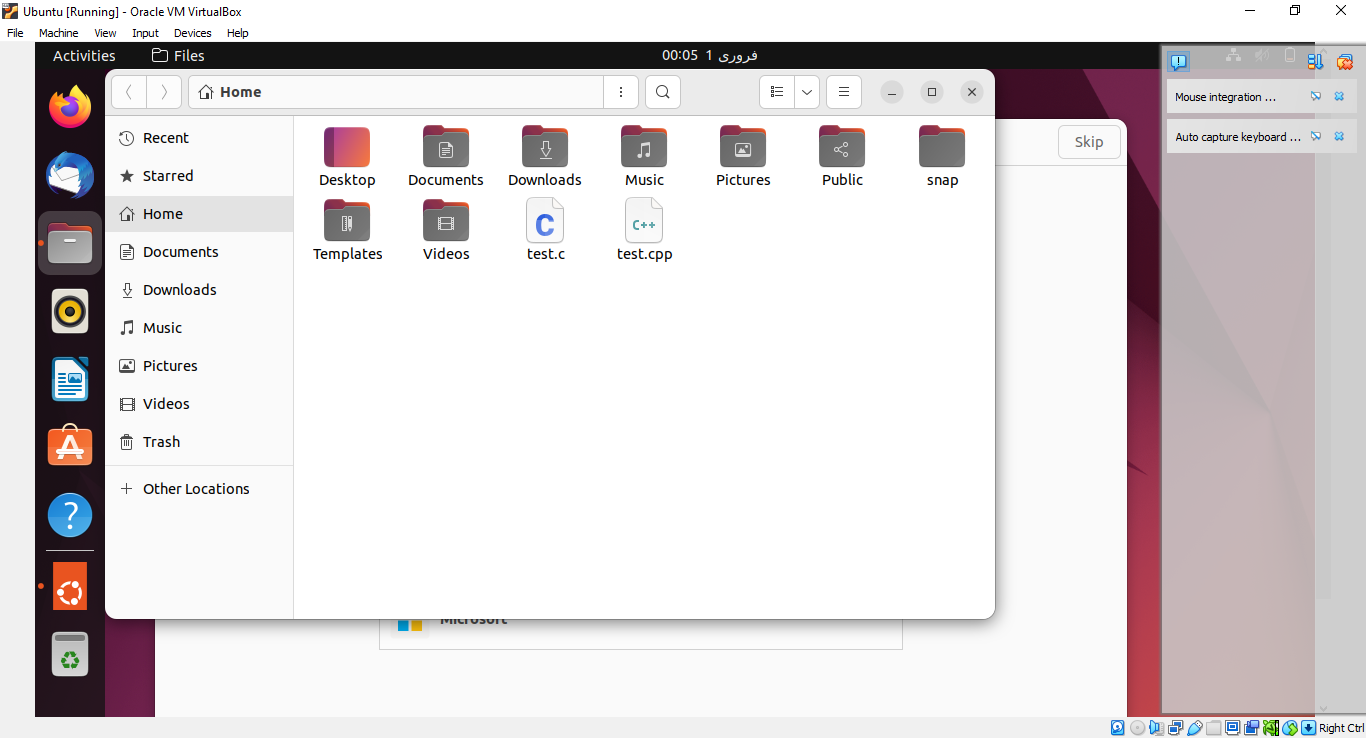 Ubuntu [Running] - Oracle VM VirtualBox
File Machine View Input Devices Help
Activities Files 00:05 1 فروری
Home
Mouse integration ...
Auto capture keyboard ...
Skip
Recent
Starred
Home
Documents
Downloads
Music
Pictures
Videos
Trash
Other Locations
Desktop Documents Downloads Music Pictures Public snap
Templates Videos test.c test.cpp
C C++
Microsoft
Right Ctrl